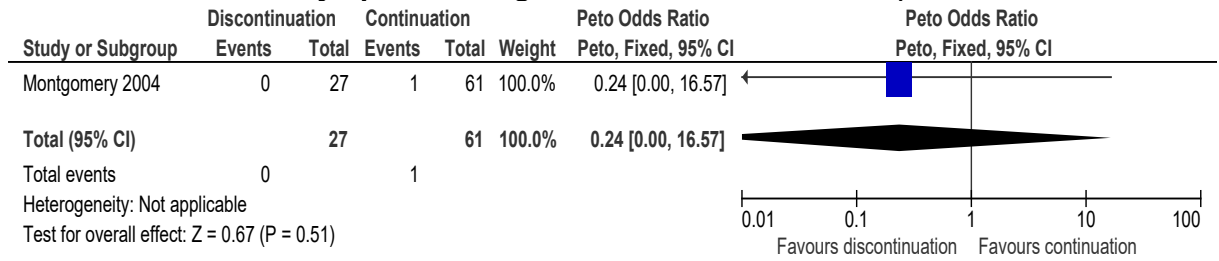 Discontinuation Continuation Peto Odds Ratio Peto Odds Ratio
Study or Subgroup Events Total Events Total Weight Peto, Fixed, 95% CI Peto, Fixed, 95% CI
Montgomery 2004 0 27 1 61 100.0% 0.24 [0.00, 16.57]
Total (95% CI) 27 61 100.0% 0.24 [0.00, 16.57]
Total events 0 1
Heterogeneity: Not applicable
Test for overall effect: Z = 0.67 (P = 0.51)
0.01 0.1 1 10 100
Favours discontinuation Favours continuation